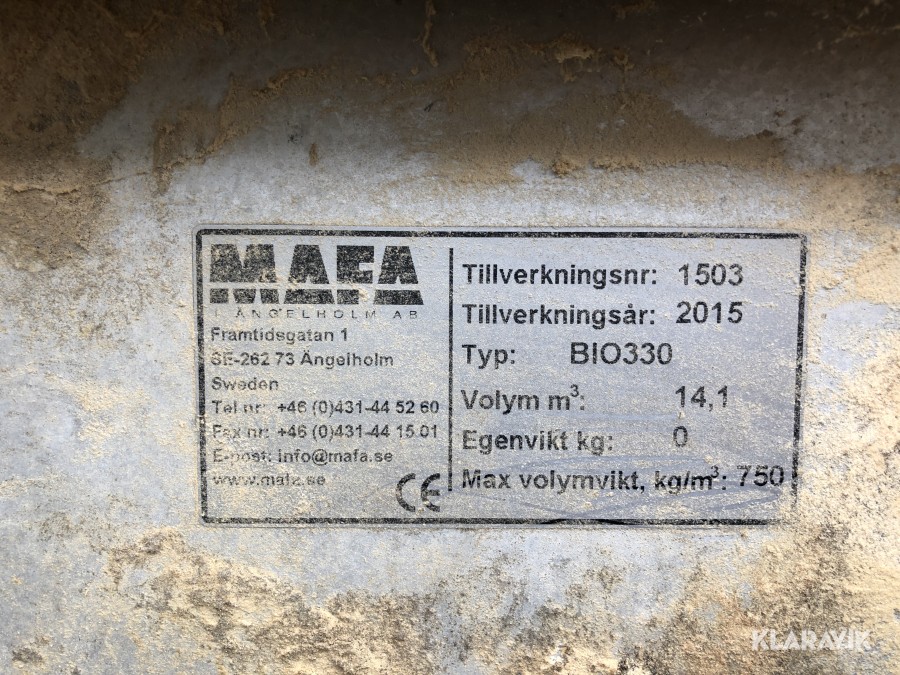 MAFA
I ÄNGELHOLM AB
Framtidsgatan 1
SE-262 73 Ängelholm
Sweden
Tel nr: +46 (0)431-44 52 60
Fax nr: +46 (0)431-44 15 01
E-post: info@mafa.se
www.mafa.se
CE
Tillverkningsnr: 1503
Tillverkningsår: 2015
Typ: BIO330
Volym m³: 14,1
Egenvikt kg: 0
Max volymvikt, kg/m³: 750
KLARAVIK